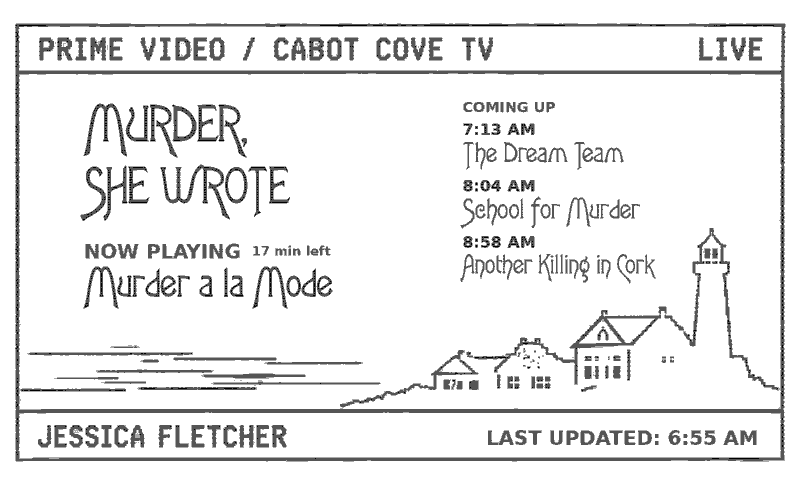 PRIME VIDEO / CABOT COVE TV
LIVE
MURDER,
SHE WROTE
NOW PLAYING 17 min left
Murder a la Mode
COMING UP
7:13 AM
The Dream Team
8:04 AM
School for Murder
8:58 AM
Another Killing in Cork
JESSICA FLETCHER
LAST UPDATED: 6:55 AM